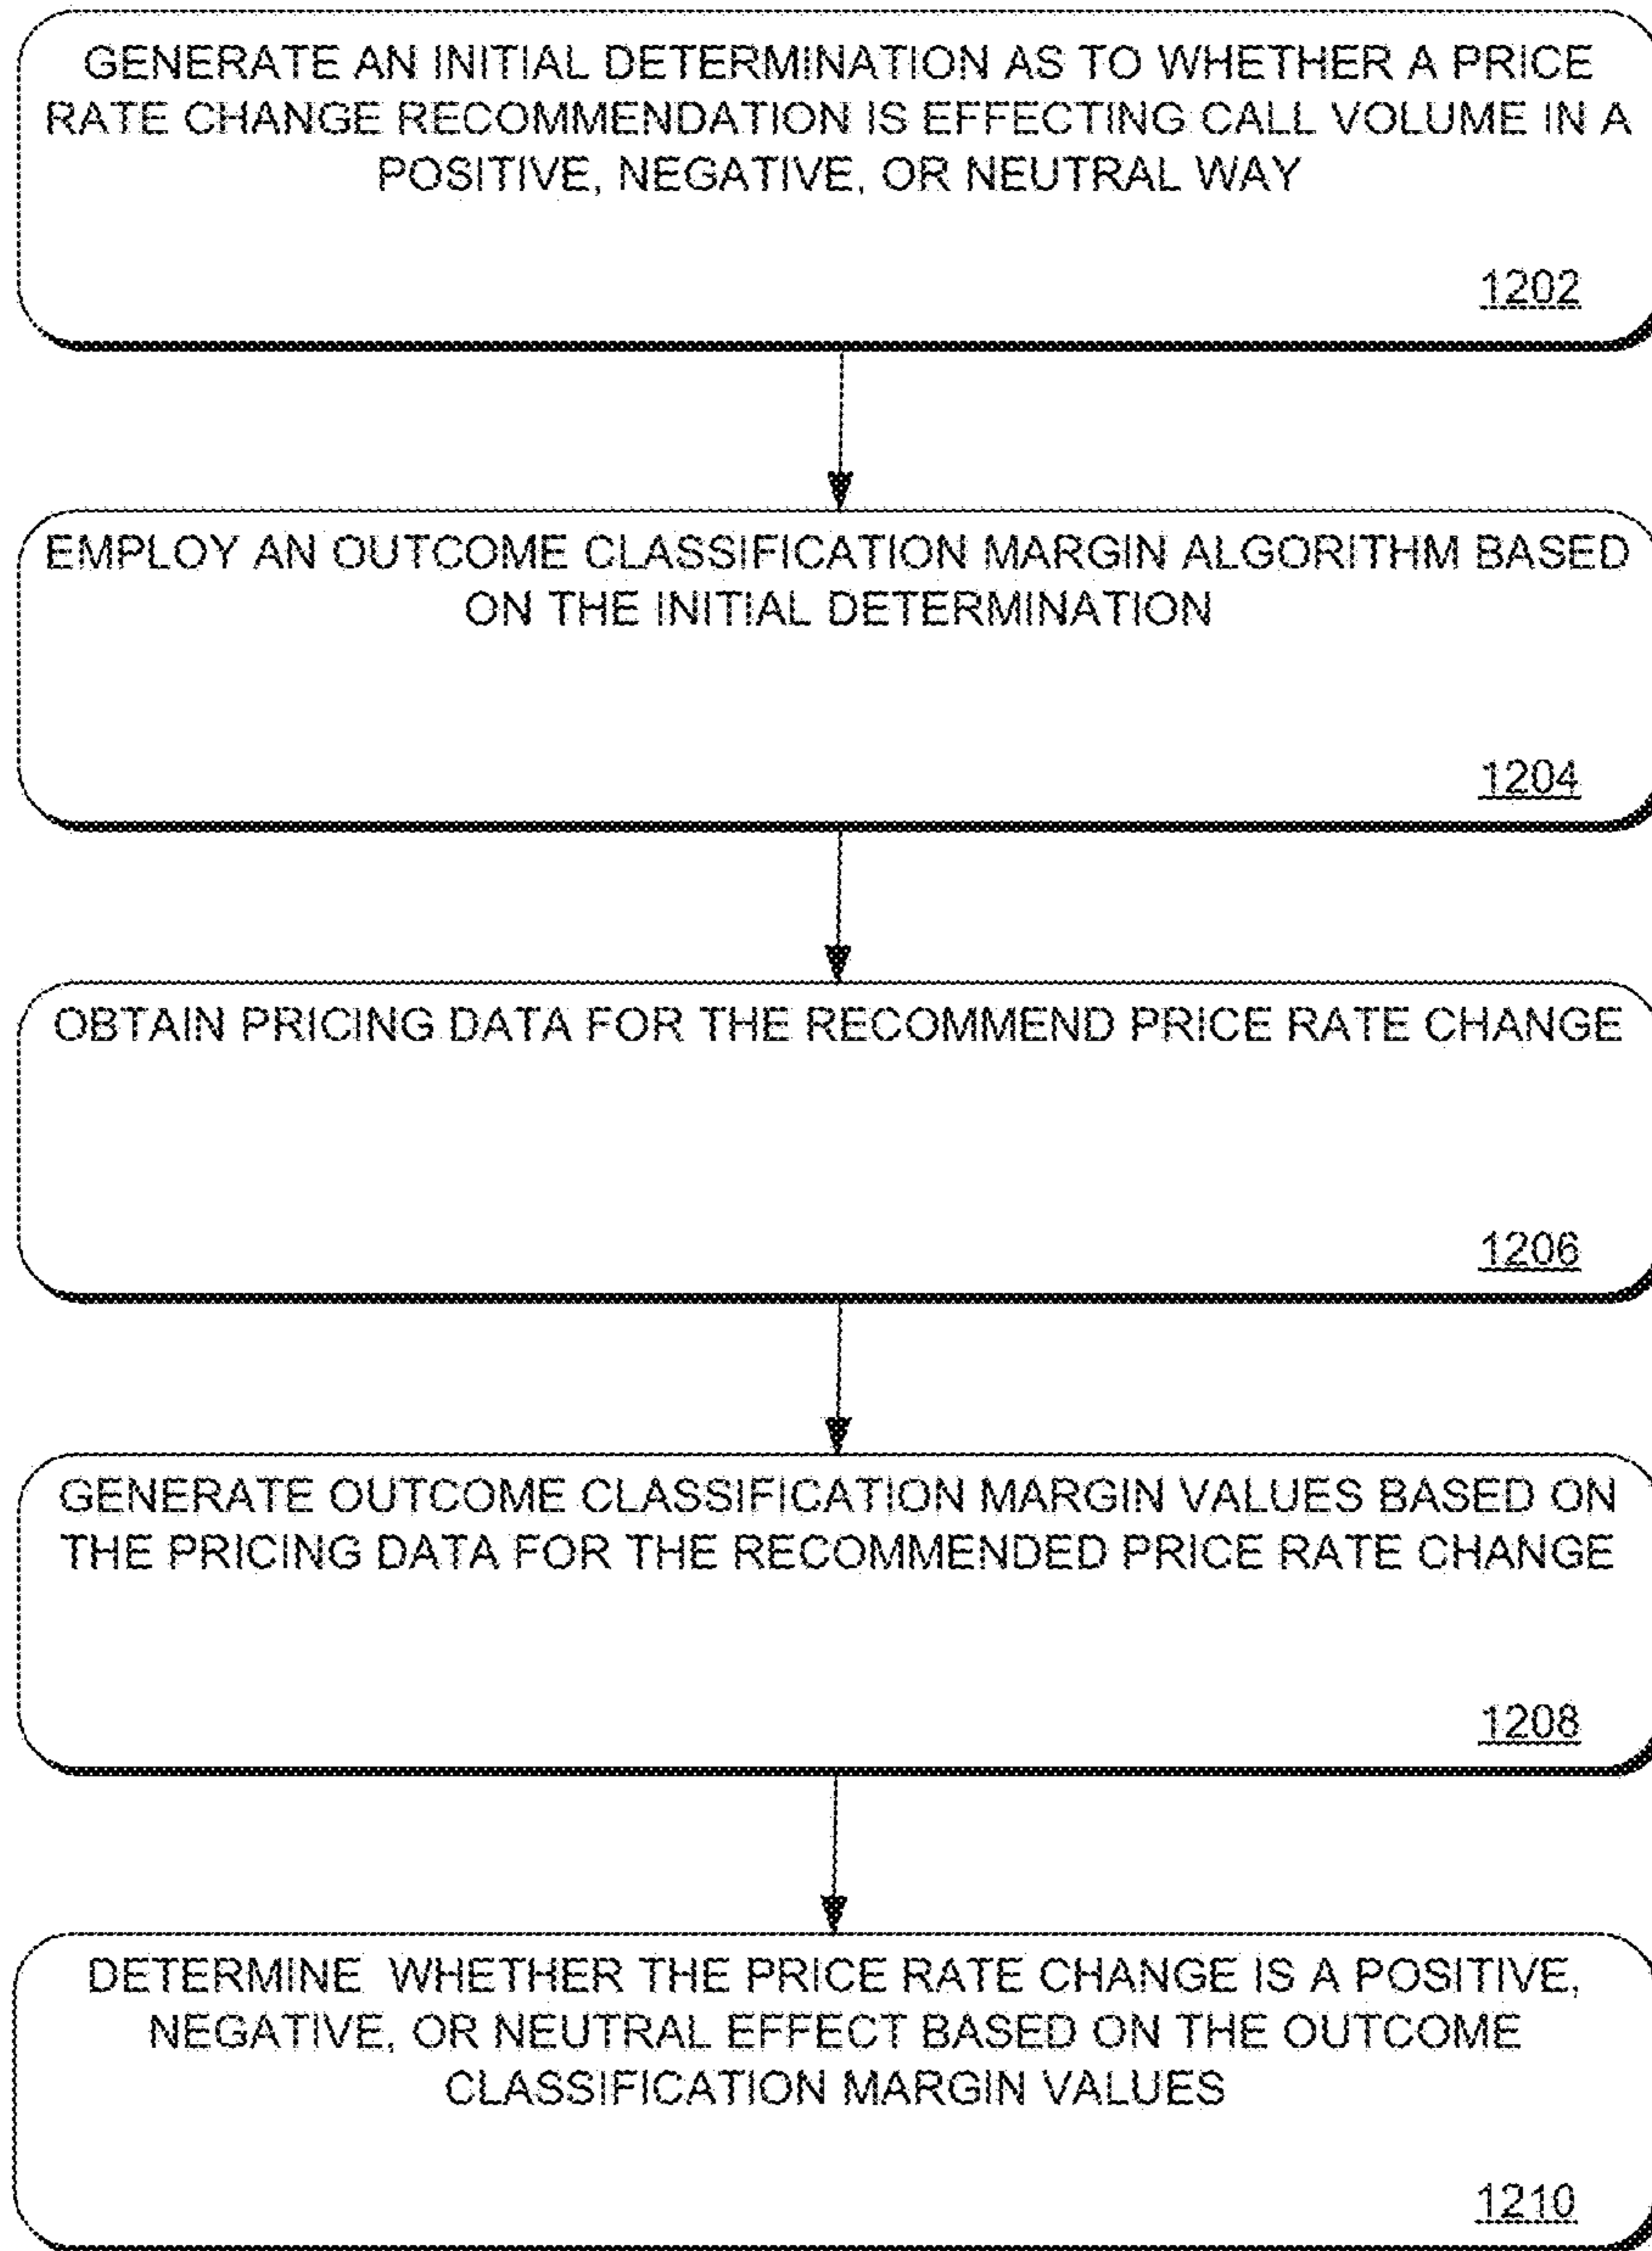 GENERATE AN INITIAL DETERMINATION AS TO WHETHER A PRICE
RATE CHANGE RECOMMENDATION IS EFFECTING CALL VOLUME IN A
POSITIVE, NEGATIVE, OR NEUTRAL WAY
1202
EMPLOY AN OUTCOME CLASSIFICATION MARGIN ALGORITHM BASED
ON THE INITIAL DETERMINATION
1204
OBTAIN PRICING DATA FOR THE RECOMMEND PRICE RATE CHANGE
1206
GENERATE OUTCOME CLASSIFICATION MARGIN VALUES BASED ON
THE PRICING DATA FOR THE RECOMMENDED PRICE RATE CHANGE
1208
DETERMINE WHETHER THE PRICE RATE CHANGE IS A POSITIVE,
NEGATIVE, OR NEUTRAL EFFECT BASED ON THE OUTCOME
CLASSIFICATION MARGIN VALUES
1210